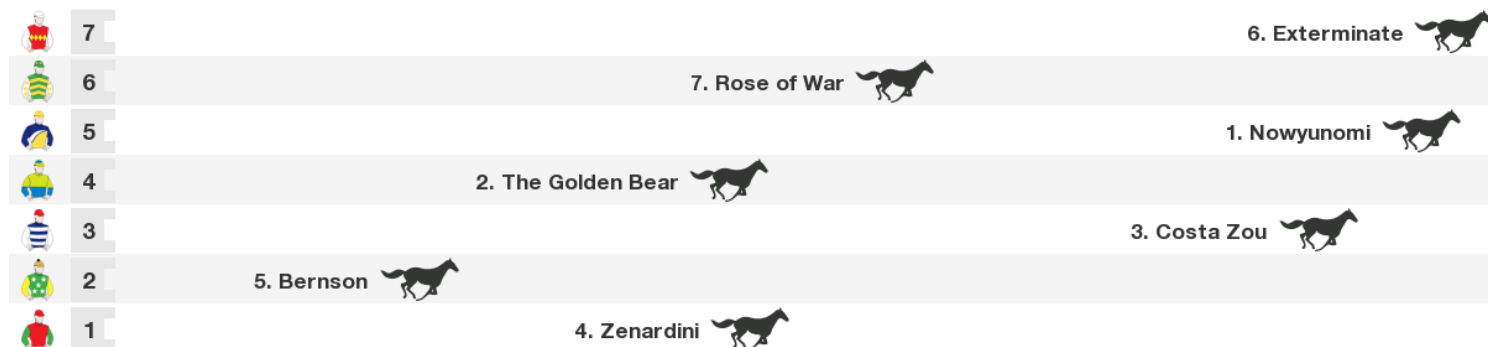 7 6. Exterminate
6 7. Rose of War
5 1. Nowyunomi
4 2. The Golden Bear
3 3. Costa Zou
2 5. Bernson
1 4. Zenardini